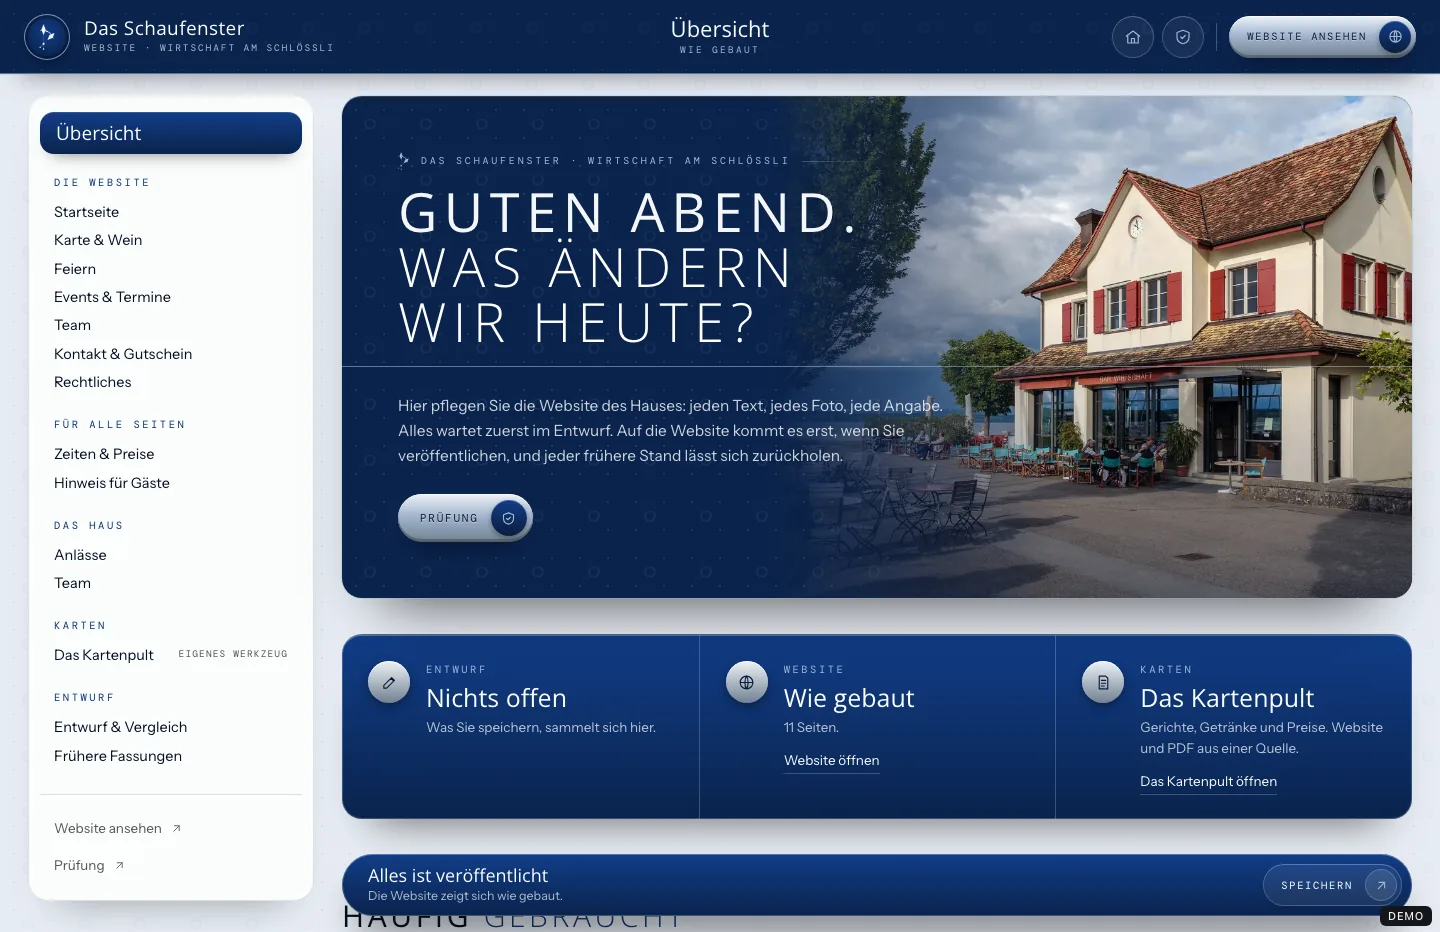 Das Schaufenster
WEBSITE · WIRTSCHAFT AM SCHLÖSSLI
Übersicht
WIE GEBAUT
WEBSITE ANSEHEN
Übersicht
DIE WEBSITE
Startseite
Karte & Wein
Feiern
Events & Termine
Team
Kontakt & Gutschein
Rechtliches
FÜR ALLE SEITEN
Zeiten & Preise
Hinweis für Gäste
DAS HAUS
Anlässe
Team
KARTEN
Das Kartenpult EIGENES WERKZEUG
ENTWURF
Entwurf & Vergleich
Frühere Fassungen
Website ansehen
Prüfung
DAS SCHAUFENSTER · WIRTSCHAFT AM SCHLÖSSLI
GUTEN ABEND.
WAS ÄNDERN
WIR HEUTE?
Hier pflegen Sie die Website des Hauses: jeden Text, jedes Foto, jede Angabe.
Alles wartet zuerst im Entwurf. Auf die Website kommt es erst, wenn Sie
veröffentlichen, und jeder frühere Stand lässt sich zurückholen.
PRÜFUNG
BAR WIRTSCHAFT
ENTWURF
Nichts offen
Was Sie speichern, sammelt sich hier.
WEBSITE
Wie gebaut
11 Seiten.
Website öffnen
KARTEN
Das Kartenpult
Gerichte, Getränke und Preise. Website
und PDF aus einer Quelle.
Das Kartenpult öffnen
Alles ist veröffentlicht
Die Website zeigt sich wie gebaut.
SPEICHERN
HÄUFIG GEBRAUCHT
DEMO